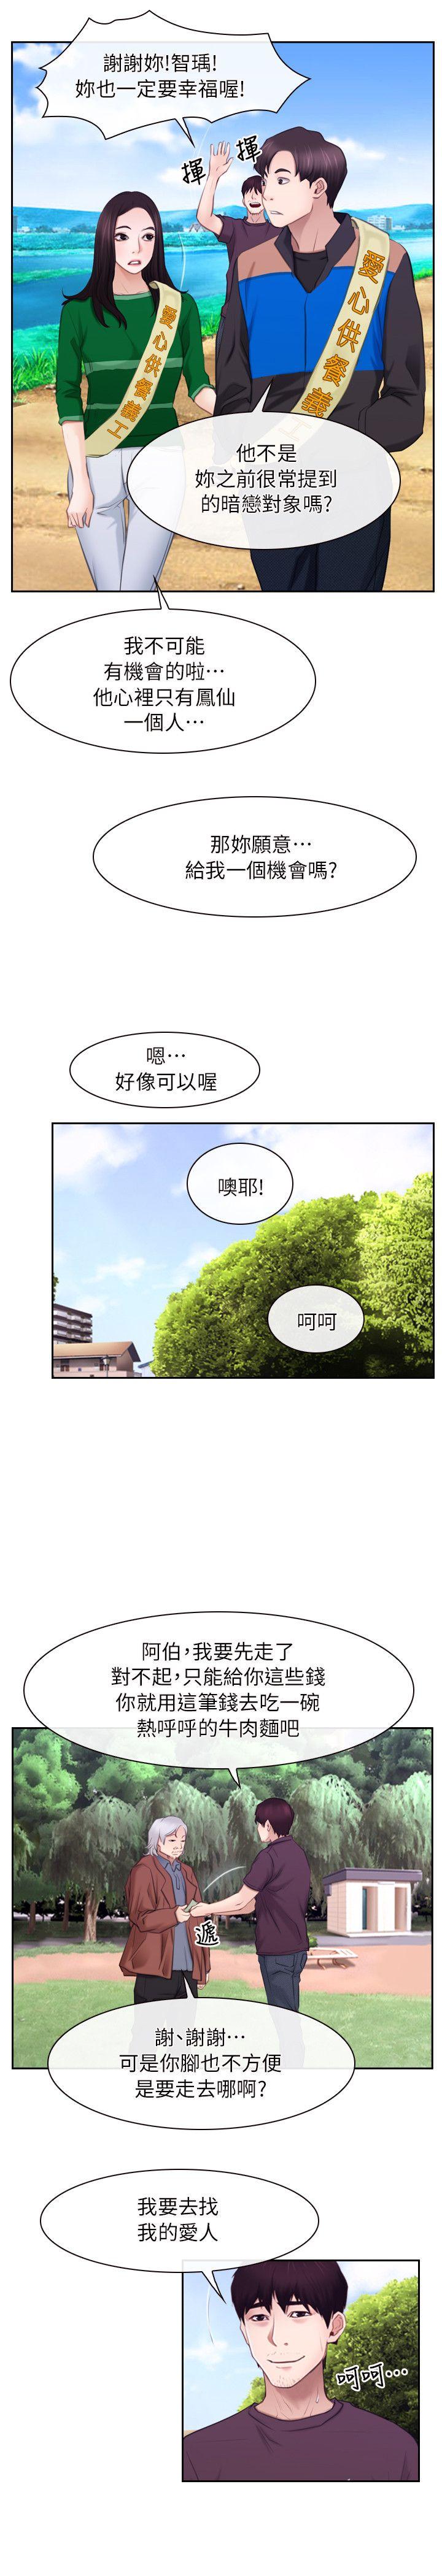 謝謝妳!智瑀!
妳也一定要幸福喔!
揮
揮
愛心供餐義工
愛心供餐義工
他不是
妳之前很常提到
的暗戀對象嗎?
我不可能
有機會的啦…
他心裡只有鳳仙
一個人…
那妳願意…
給我一個機會嗎?
嗯…
好像可以喔
噢耶!
呵呵
阿伯,我要先走了
對不起,只能給你這些錢
你就用這筆錢去吃一碗
熱呼呼的牛肉麵吧
遞
謝、謝謝…
可是你腳也不方便
是要走去哪啊?
我要去找
我的愛人
呵呵…